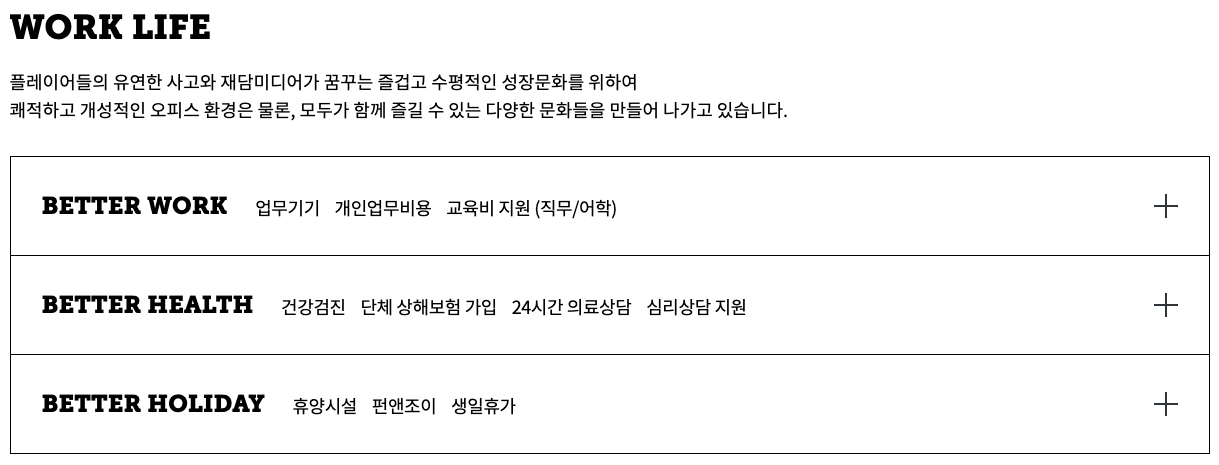 WORK LIFE
플레이어들의 유연한 사고와 재담미디어가 꿈꾸는 즐겁고 수평적인 성장문화를 위하여
쾌적하고 개성적인 오피스 환경은 물론, 모두가 함께 즐길 수 있는 다양한 문화들을 만들어 나가고 있습니다.
BETTER WORK 업무기기 개인업무비용 교육비 지원 (직무/어학)
BETTER HEALTH 건강검진 단체 상해보험 가입 24시간 의료상담 심리상담 지원
BETTER HOLIDAY 휴양시설 펀앤조이 생일휴가